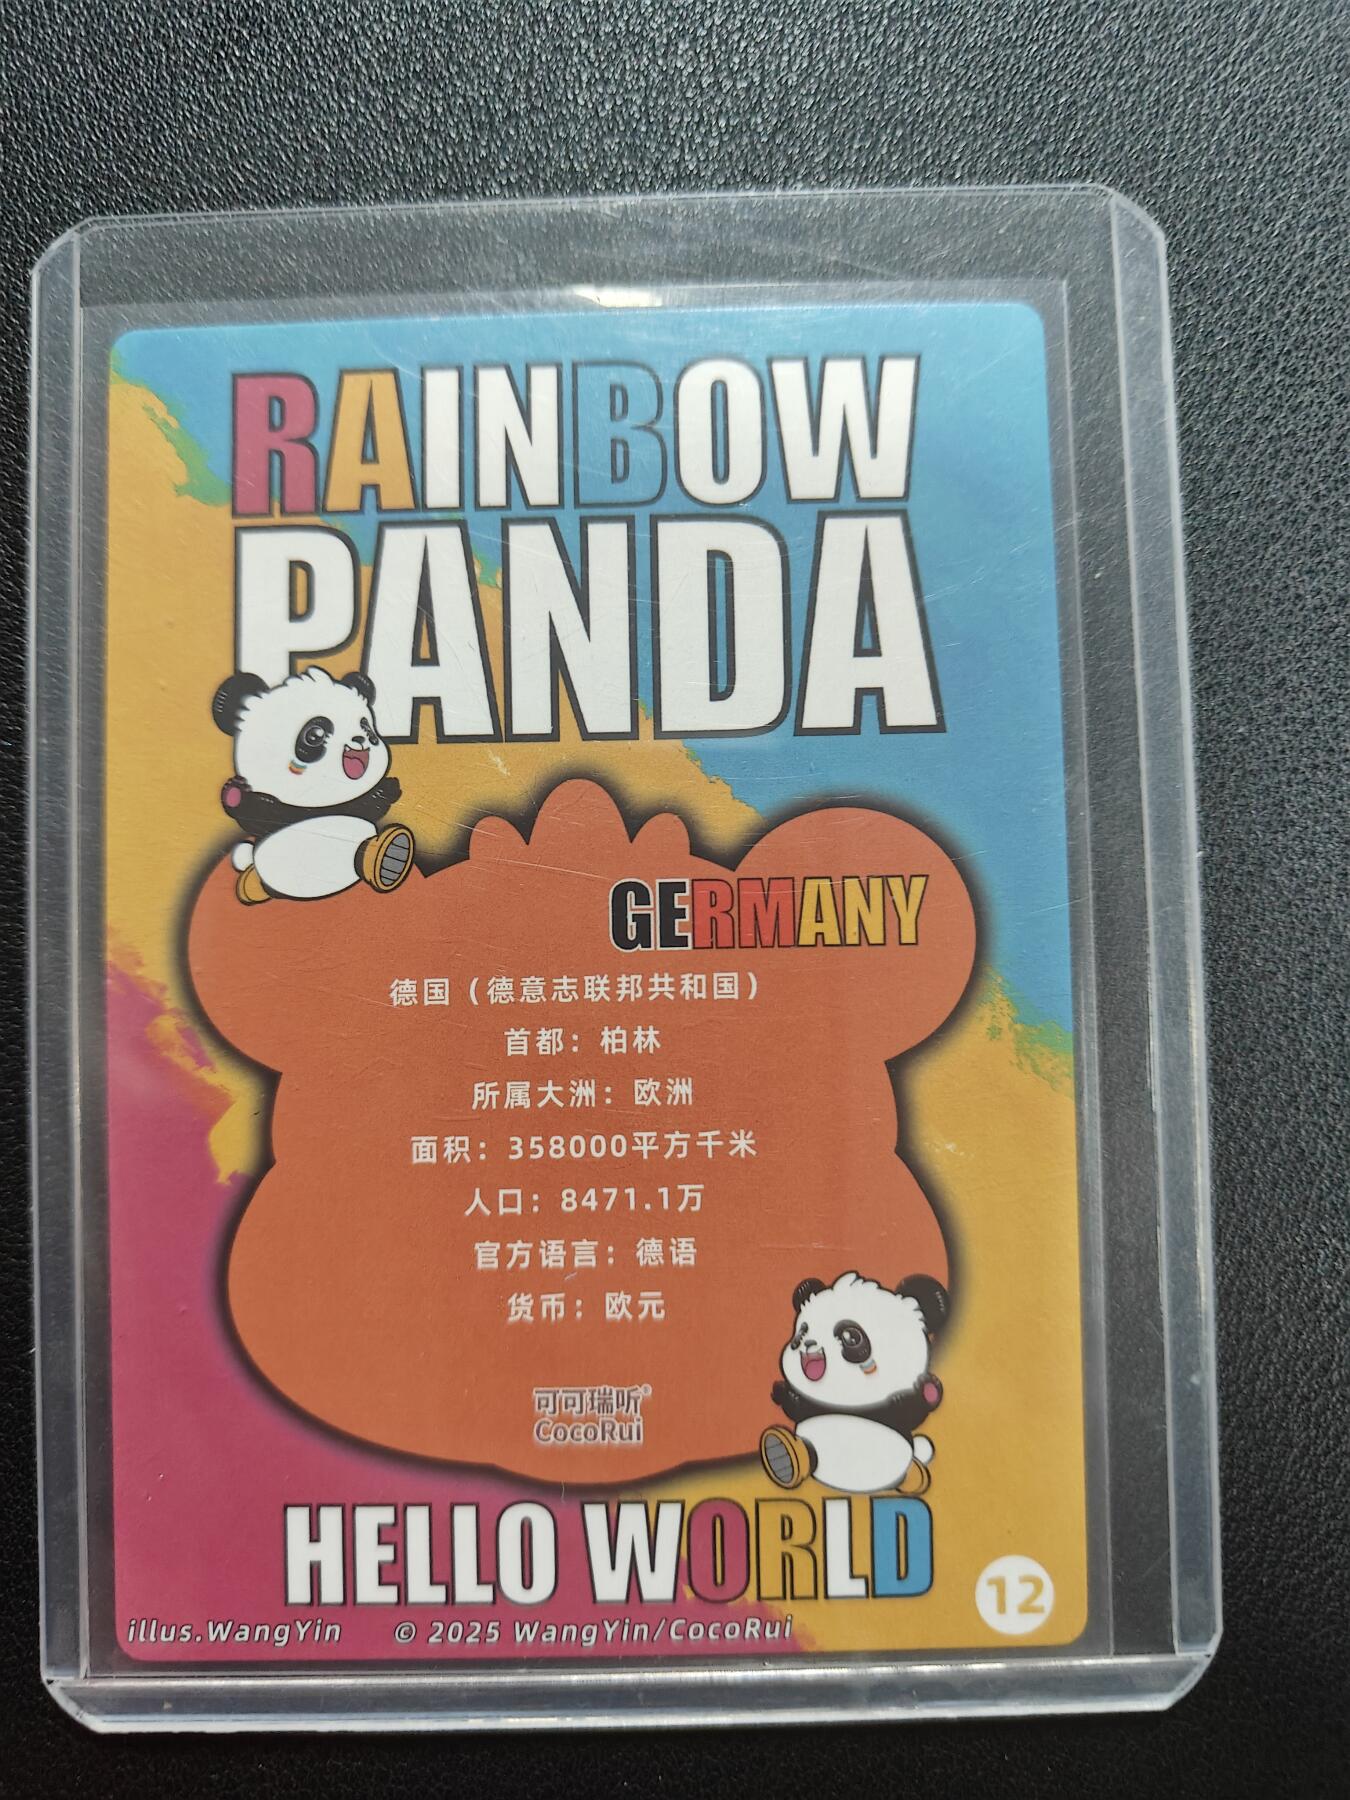 RAINBOW
PANDA
GERMANY
德国（德意志联邦共和国）
首都：柏林
所属大洲：欧洲
面积：358000平方千米
人口：8471.1万
官方语言：德语
货币：欧元
可可瑞听®
CocoRui
HELLO WORLD
12
illus.WangYin © 2025 WangYin/CocoRui